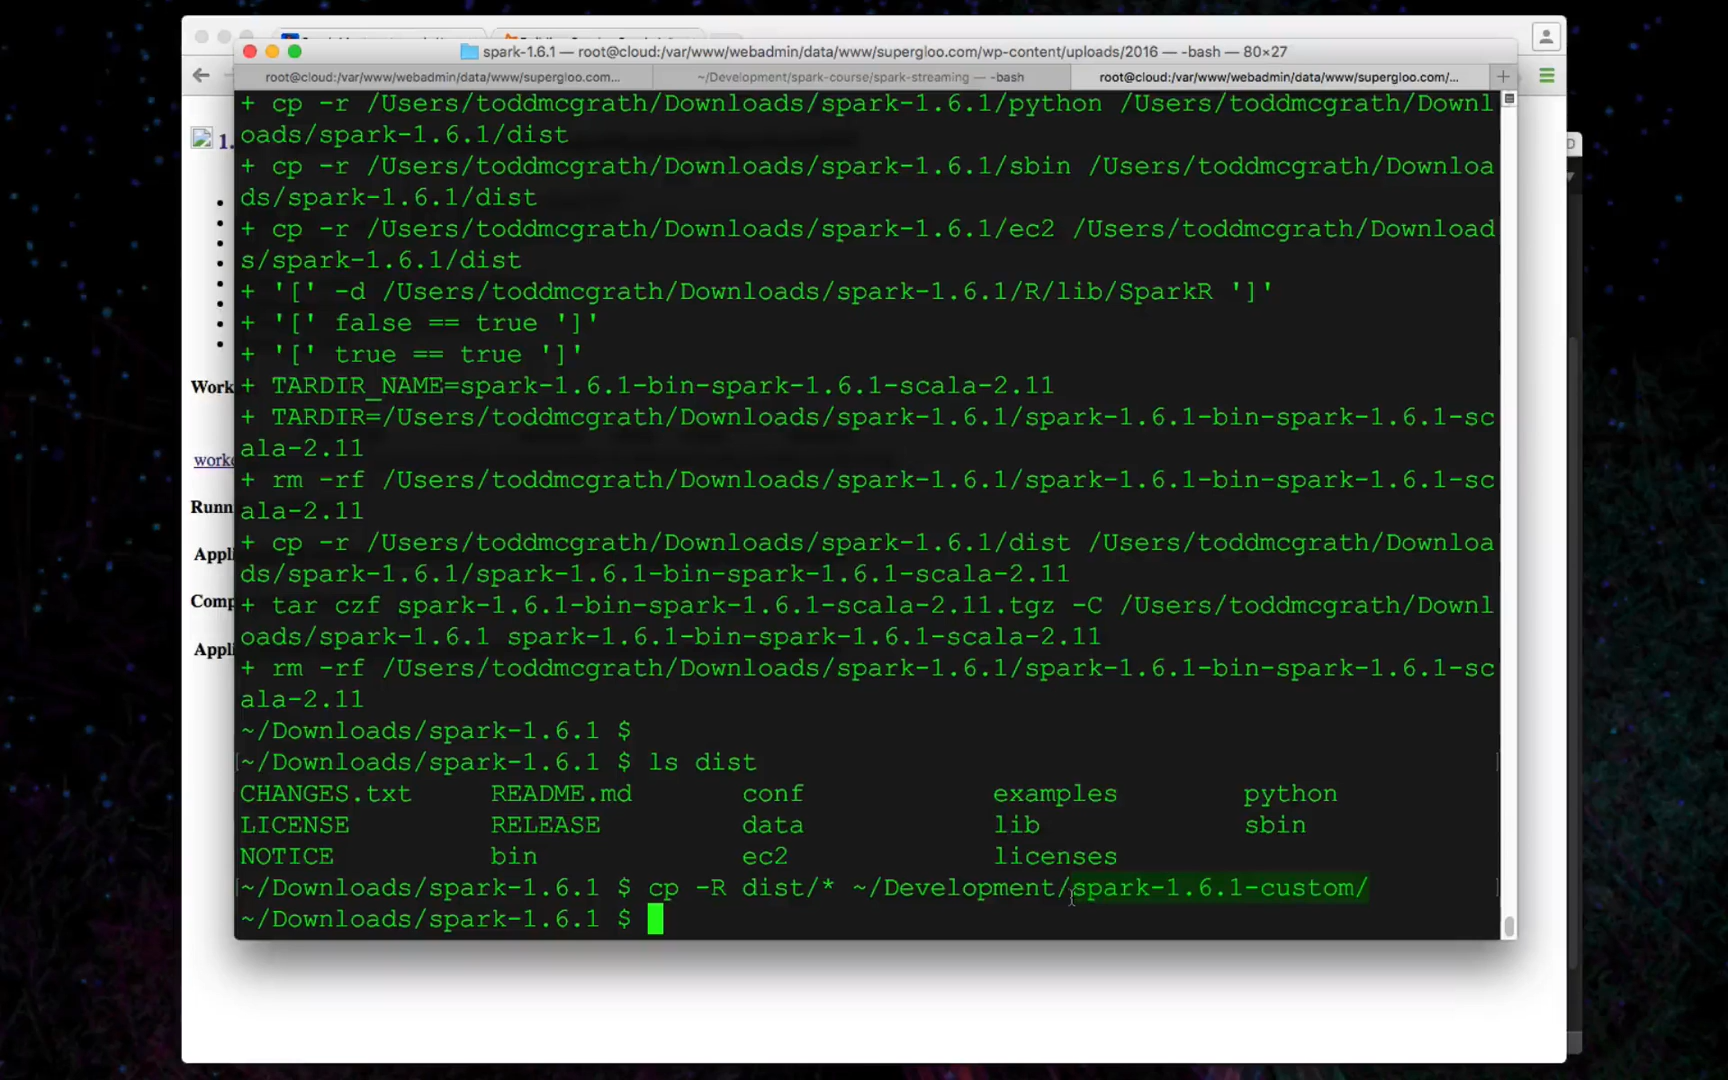 spark-1.6.1 — root@cloud:/var/www/webadmin/data/www/supergloo.com/wp-content/uploads/2016 — -bash — 80×27
root@cloud:/var/www/webadmin/data/www/supergloo.com... ~/Development/spark-course/spark-streaming — -bash root@cloud:/var/www/webadmin/data/www/supergloo.com/...
+ cp -r /Users/toddmcgrath/Downloads/spark-1.6.1/python /Users/toddmcgrath/Downl
oads/spark-1.6.1/dist
+ cp -r /Users/toddmcgrath/Downloads/spark-1.6.1/sbin /Users/toddmcgrath/Downloa
ds/spark-1.6.1/dist
+ cp -r /Users/toddmcgrath/Downloads/spark-1.6.1/ec2 /Users/toddmcgrath/Download
s/spark-1.6.1/dist
+ '[' -d /Users/toddmcgrath/Downloads/spark-1.6.1/R/lib/SparkR ']'
+ '[' false == true ']'
+ '[' true == true ']'
+ TARDIR_NAME=spark-1.6.1-bin-spark-1.6.1-scala-2.11
+ TARDIR=/Users/toddmcgrath/Downloads/spark-1.6.1/spark-1.6.1-bin-spark-1.6.1-sc
ala-2.11
+ rm -rf /Users/toddmcgrath/Downloads/spark-1.6.1/spark-1.6.1-bin-spark-1.6.1-sc
ala-2.11
+ cp -r /Users/toddmcgrath/Downloads/spark-1.6.1/dist /Users/toddmcgrath/Downloa
ds/spark-1.6.1/spark-1.6.1-bin-spark-1.6.1-scala-2.11
+ tar czf spark-1.6.1-bin-spark-1.6.1-scala-2.11.tgz -C /Users/toddmcgrath/Downl
oads/spark-1.6.1 spark-1.6.1-bin-spark-1.6.1-scala-2.11
+ rm -rf /Users/toddmcgrath/Downloads/spark-1.6.1/spark-1.6.1-bin-spark-1.6.1-sc
ala-2.11
~/Downloads/spark-1.6.1 $
~/Downloads/spark-1.6.1 $ ls dist
CHANGES.txt README.md conf examples python
LICENSE RELEASE data lib sbin
NOTICE bin ec2 licenses
~/Downloads/spark-1.6.1 $ cp -R dist/* ~/Development/spark-1.6.1-custom/
~/Downloads/spark-1.6.1 $
1.
Work
worke
Runni
Appli
Comp
Appli